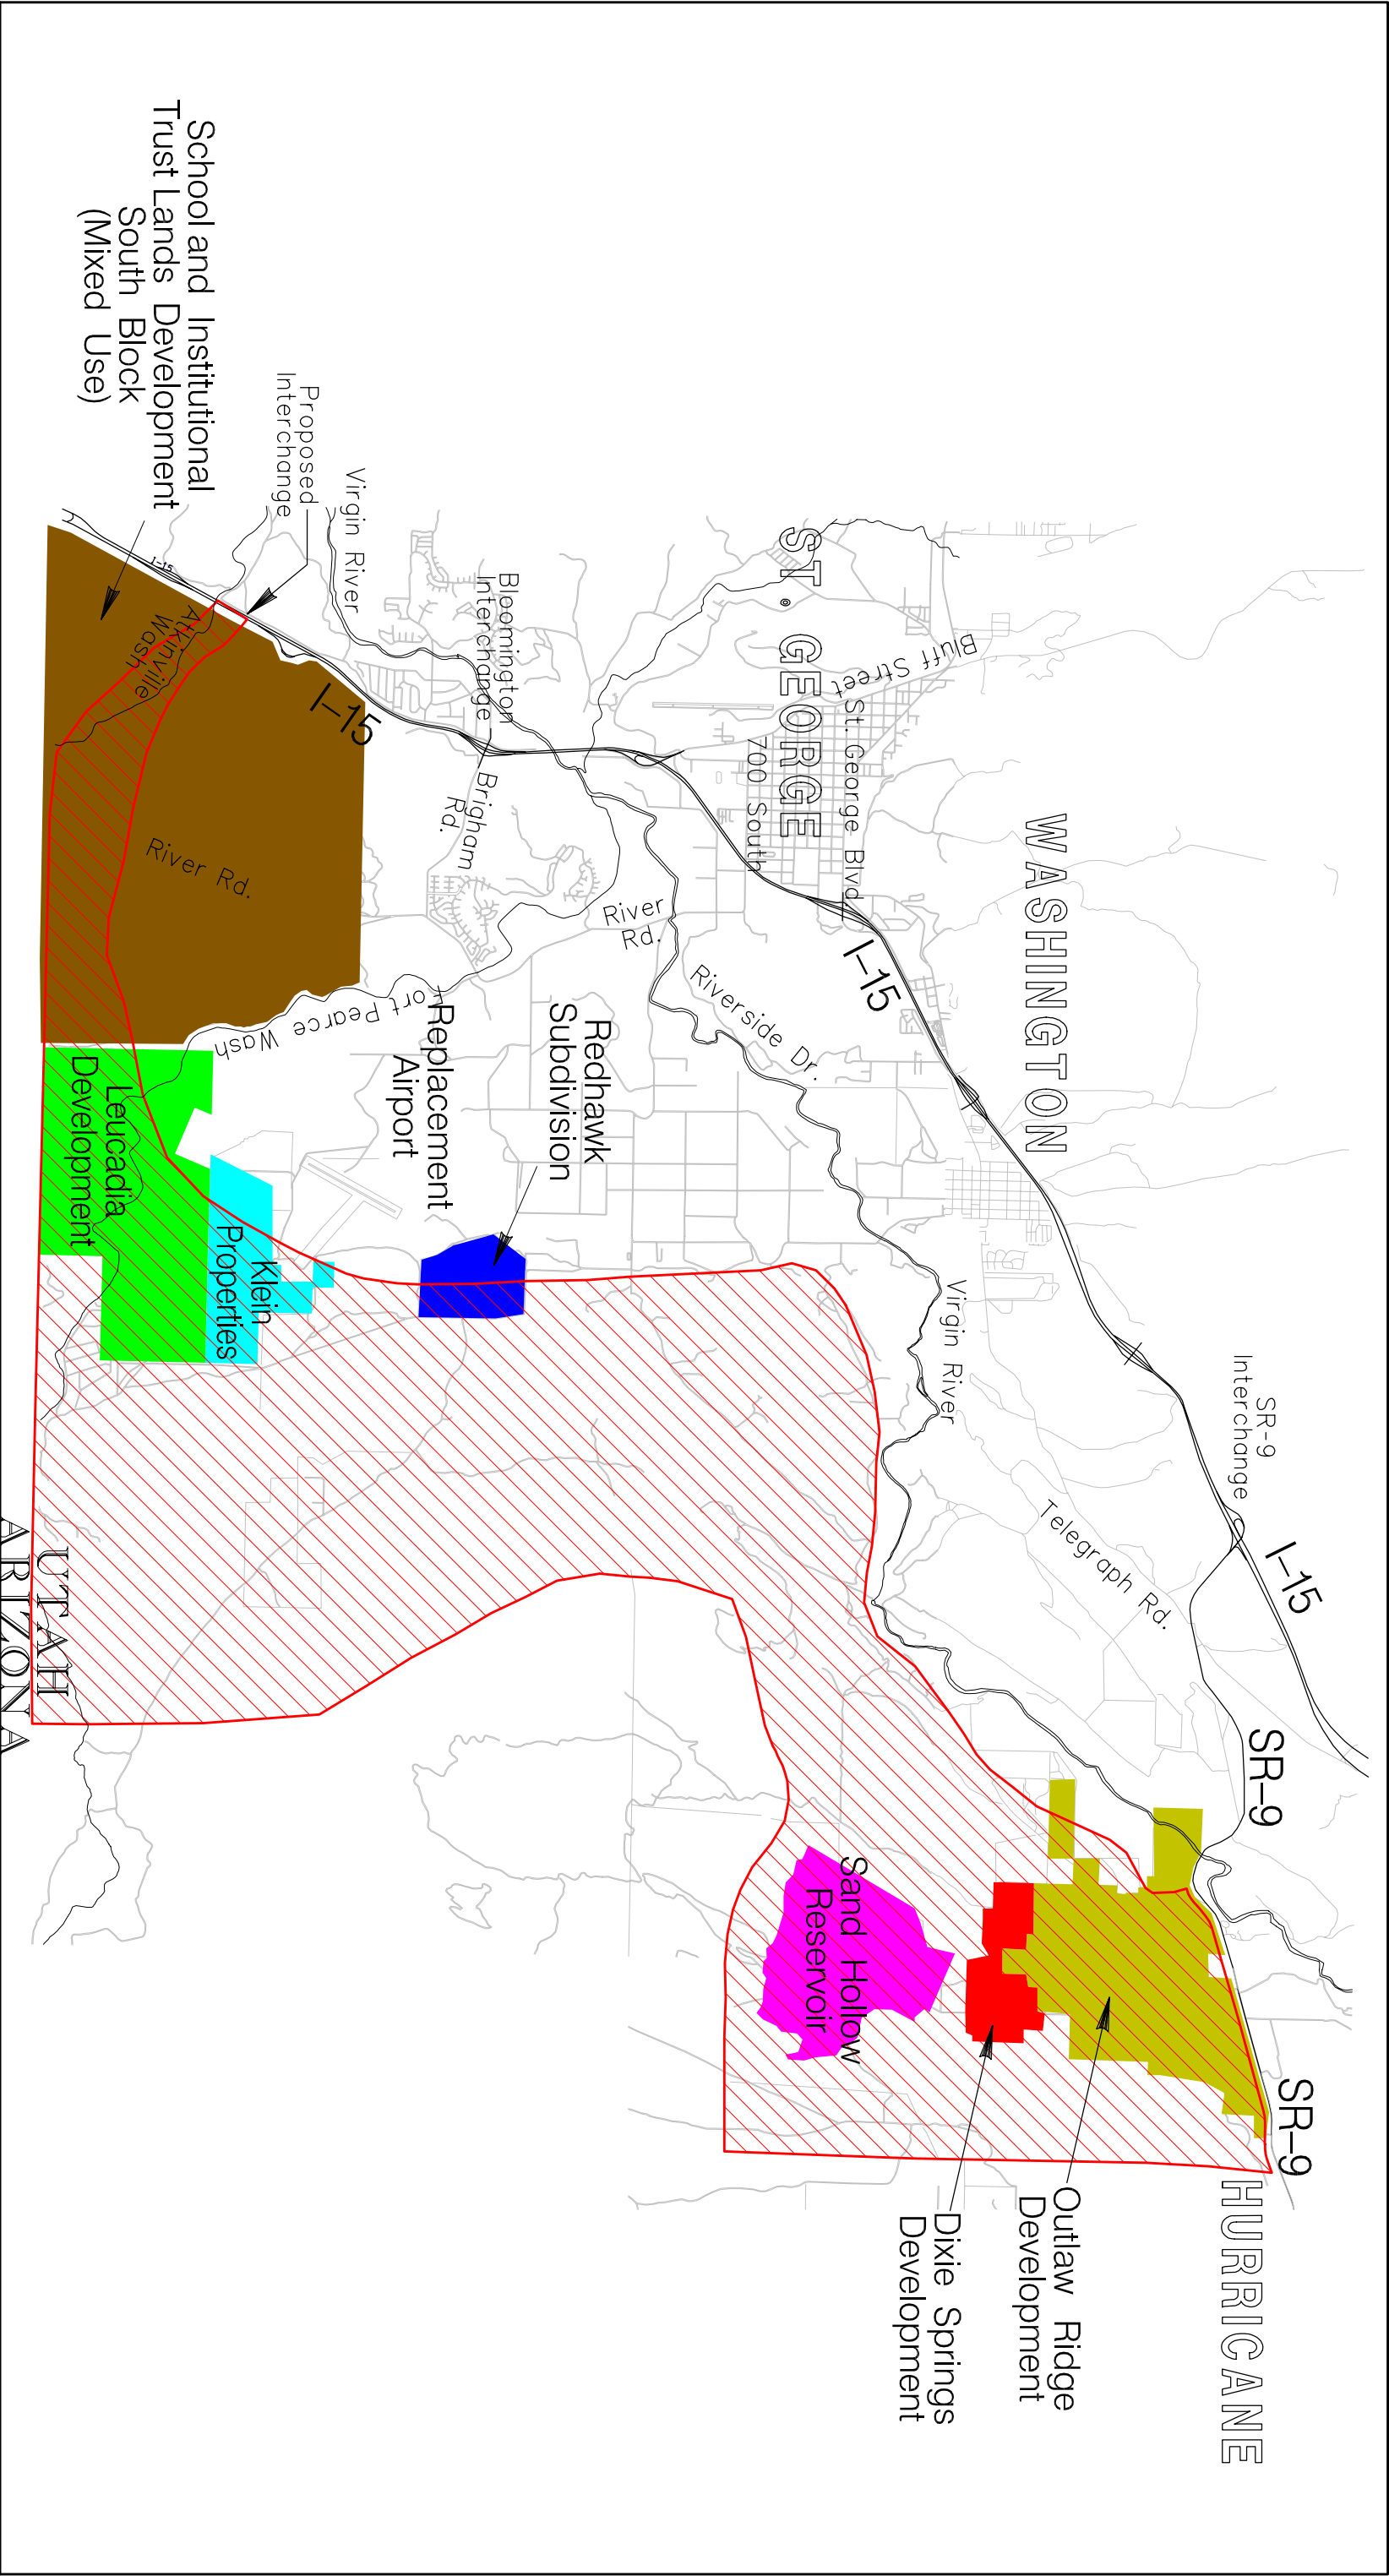 HURRICANE
SR-9
SR-9
I-15
SR-9
Interchange
Telegraph Rd.
WASHINGTON
Virgin River
I-15
Riverside Dr.
ST. GEORGE
Bluff Street
St. George Blvd.
700 South
River
Rd.
Bloomington
Interchange
Brigham
Rd.
Virgin River
Proposed
Interchange
I-15
I-15
School and Institutional
Trust Lands Development
South Block
(Mixed Use)
Atkinville
Wash
River Rd.
Fort Pearce Wash
Redhawk
Subdivision
Replacement
Airport
Klein
Properties
Leucadia
Development
Outlaw Ridge
Development
Dixie Springs
Development
Sand Hollow
Reservoir
UTAH
ARIZONA